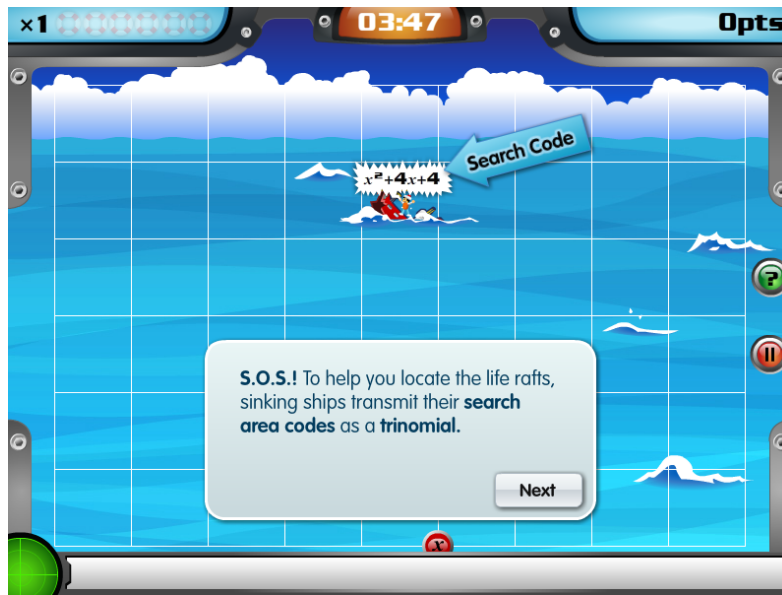 ×1
03:47
0pts
Search Code
x²+4x+4
?
S.O.S.! To help you locate the life rafts,
sinking ships transmit their search
area codes as a trinomial.
Next
x